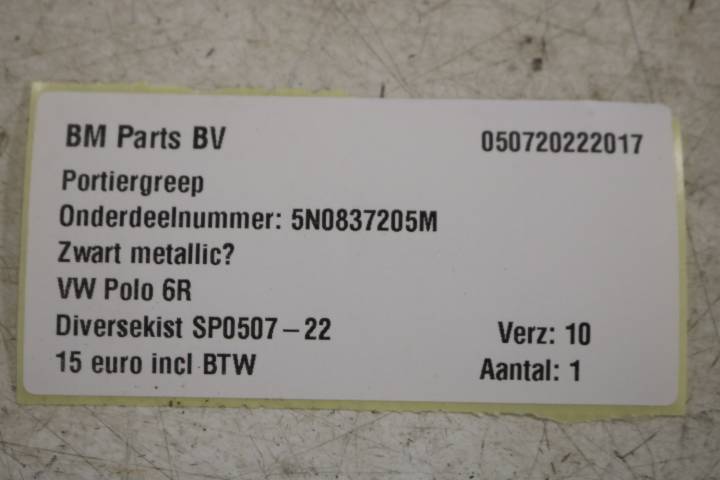 BM Parts BV 050720222017
Portiergreep
Onderdeelnummer: 5N0837205M
Zwart metallic?
VW Polo 6R
Diversekist SP0507-22 Verz: 10
15 euro incl BTW Aantal: 1